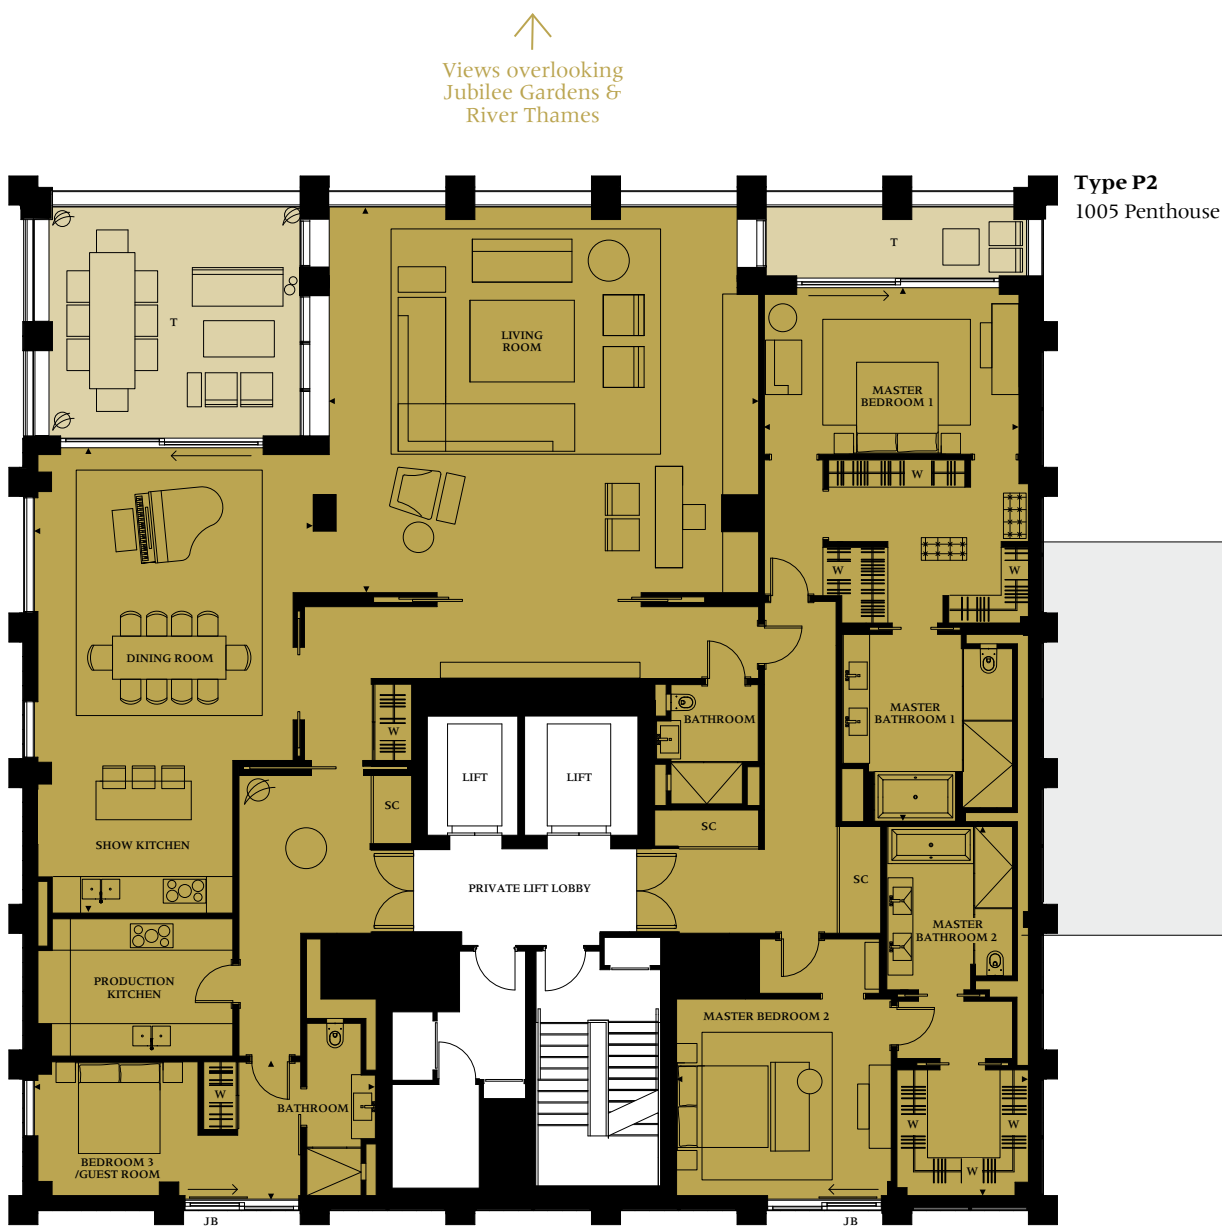 Views overlooking
Jubilee Gardens &
River Thames
Type P2
1005 Penthouse
T
T
LIVING
ROOM
MASTER
BEDROOM 1
W
W
W
DINING ROOM
MASTER
BATHROOM 1
BATHROOM
W
LIFT
LIFT
SC
SC
SHOW KITCHEN
PRIVATE LIFT LOBBY
SC
MASTER
BATHROOM 2
PRODUCTION
KITCHEN
MASTER BEDROOM 2
W
BATHROOM
W
W
BEDROOM 3
/GUEST ROOM
W
JB
JB